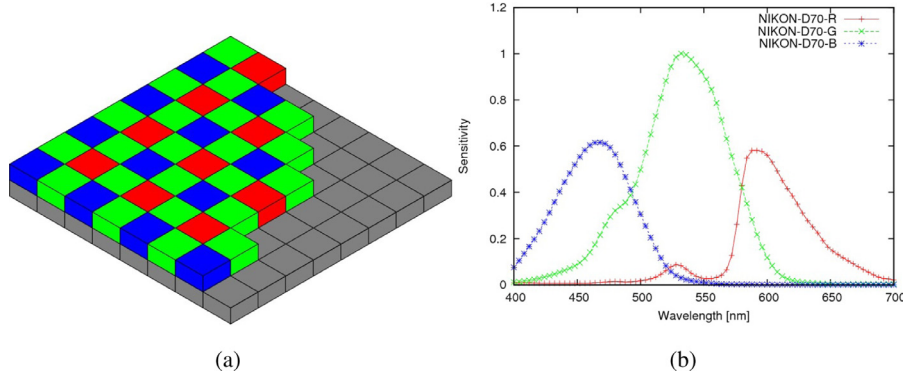 1.2
1
0.8
0.6
0.4
0.2
0
Sensitivity
NIKON-D70-R
NIKON-D70-G
NIKON-D70-B
400 450 500 550 600 650 700
Wavelength [nm]
(a) (b)